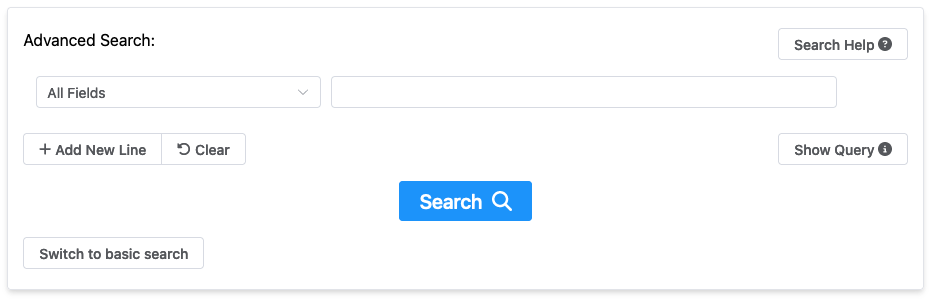 Advanced Search:
Search Help
All Fields
Add New Line
Clear
Show Query
Search
Switch to basic search